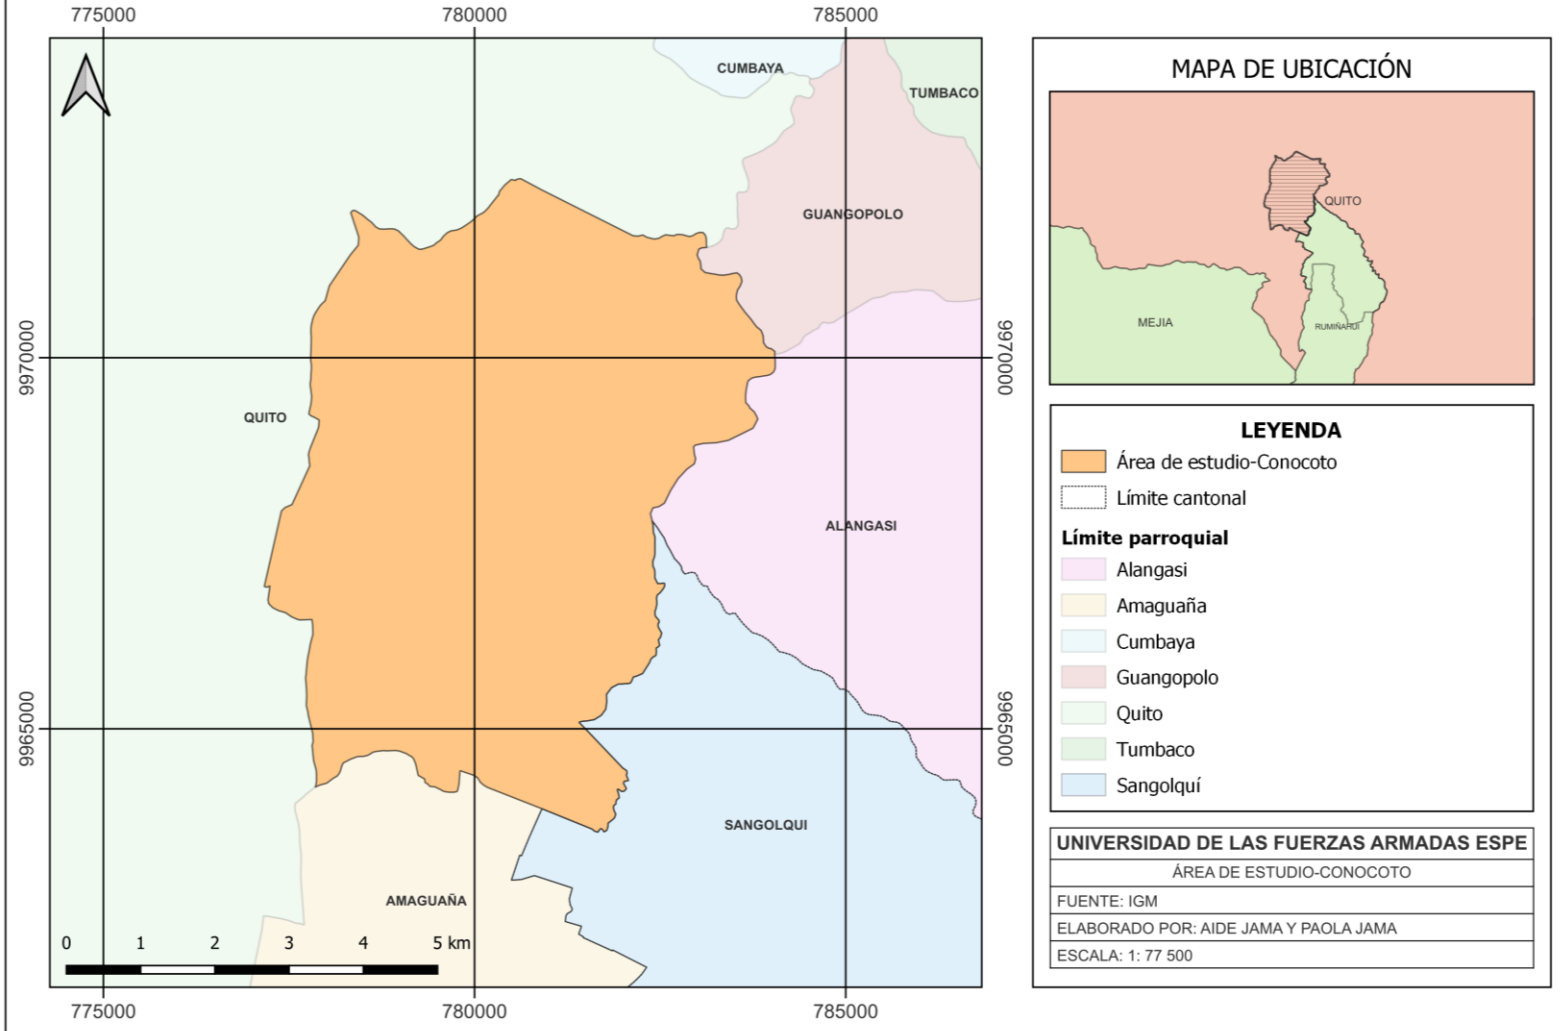 775000
780000
785000
CUMBAYA
TUMBACO
GUANGOPOLO
9970000
9970000
QUITO
ALANGASI
9965000
9965000
SANGOLQUI
AMAGUAÑA
0 1 2 3 4 5 km
775000
780000
785000
MAPA DE UBICACIÓN
QUITO
MEJIA
RUMIÑAHUI
LEYENDA
Área de estudio-Conocoto
Límite cantonal
Límite parroquial
Alangasi
Amaguaña
Cumbaya
Guangopolo
Quito
Tumbaco
Sangolquí
UNIVERSIDAD DE LAS FUERZAS ARMADAS ESPE
ÁREA DE ESTUDIO-CONOCOTO
FUENTE: IGM
ELABORADO POR: AIDE JAMA Y PAOLA JAMA
ESCALA: 1: 77 500